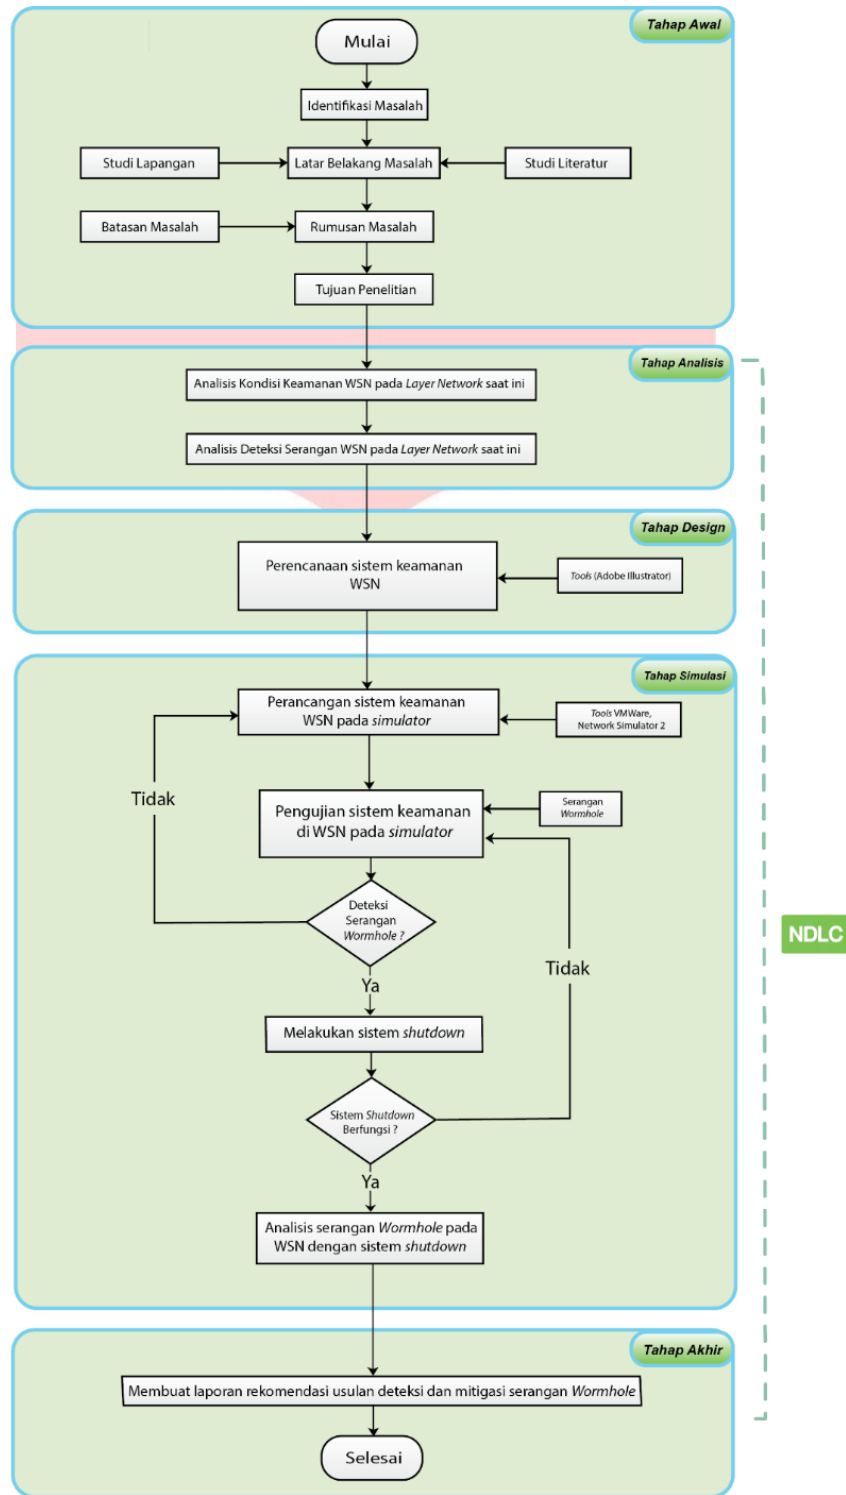 Tahap Awal
Mulai
Identifikasi Masalah
Studi Lapangan
Latar Belakang Masalah
Studi Literatur
Batasan Masalah
Rumusan Masalah
Tujuan Penelitian
Tahap Analisis
Analisis Kondisi Keamanan WSN pada Layer Network saat ini
Analisis Deteksi Serangan WSN pada Layer Network saat ini
Tahap Design
Perencanaan sistem keamanan
WSN
Tools (Adobe Illustrator)
Tahap Simulasi
Perancangan sistem keamanan
WSN pada simulator
Tools VMWare,
Network Simulator 2
Tidak
Pengujian sistem keamanan
di WSN pada simulator
Serangan
Wormhole
Deteksi
Serangan
Wormhole ?
Tidak
Ya
Melakukan sistem shutdown
Sistem Shutdown
Berfungsi ?
Ya
Analisis serangan Wormhole pada
WSN dengan sistem shutdown
NDLC
Tahap Akhir
Membuat laporan rekomendasi usulan deteksi dan mitigasi serangan Wormhole
Selesai